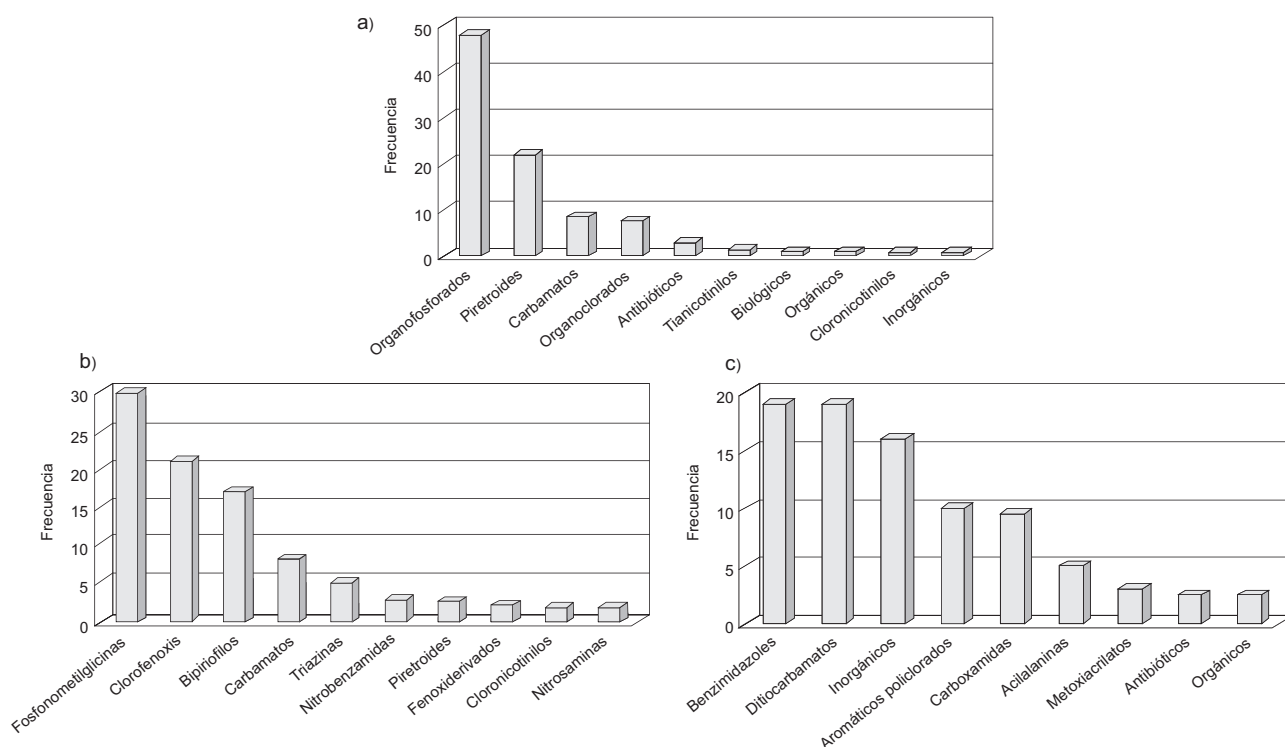 a)
Frecuencia
50
40
30
20
10
0
Organofosforados
Piretroides
Carbamatos
Organoclorados
Antibióticos
Tianicotinilos
Biológicos
Orgánicos
Cloronicotinilos
Inorgánicos
b)
Frecuencia
30
25
20
15
10
5
0
Fosfonometilglicinas
Clorofenoxis
Bipiriofilos
Carbamatos
Triazinas
Nitrobenzamidas
Piretroides
Fenoxiderivados
Cloronicotinilos
Nitrosaminas
c)
Frecuencia
20
15
10
5
0
Benzimidazoles
Ditiocarbamatos
Inorgánicos
Aromáticos policlorados
Carboxamidas
Acilalaninas
Metoxiacrilatos
Antibióticos
Orgánicos